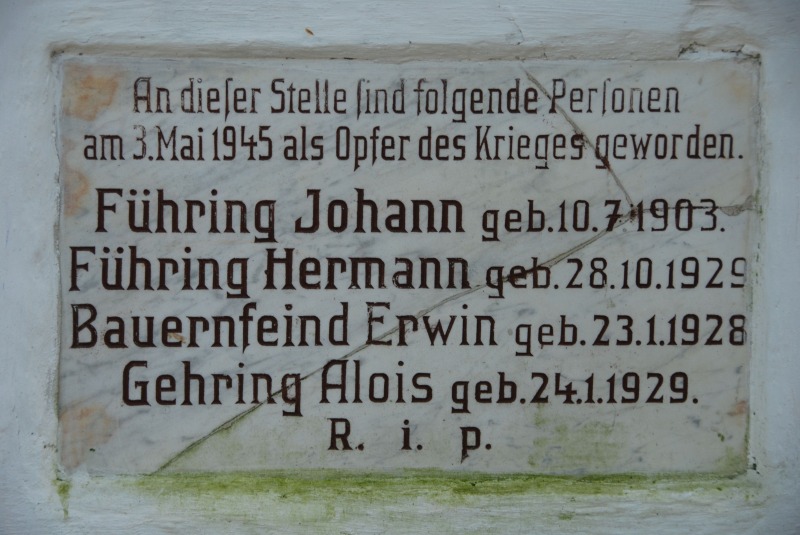 An dieſer Stelle ſind folgende Perſonen
am 3.Mai 1945 als Opfer des Krieges geworden.
Führing Johann geb.10.7.1903.
Führing Hermann geb.28.10.1929
Bauernfeind Erwin geb.23.1.1928
Gehring Alois geb.24.1.1929.
R. i. p.